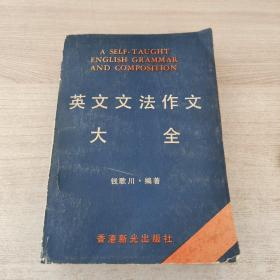 A SELF-TAUGHT
ENGLISH GRAMMAR
AND COMPOSITION
英文文法作文
大全
钱歌川·编著
香港新光出版社